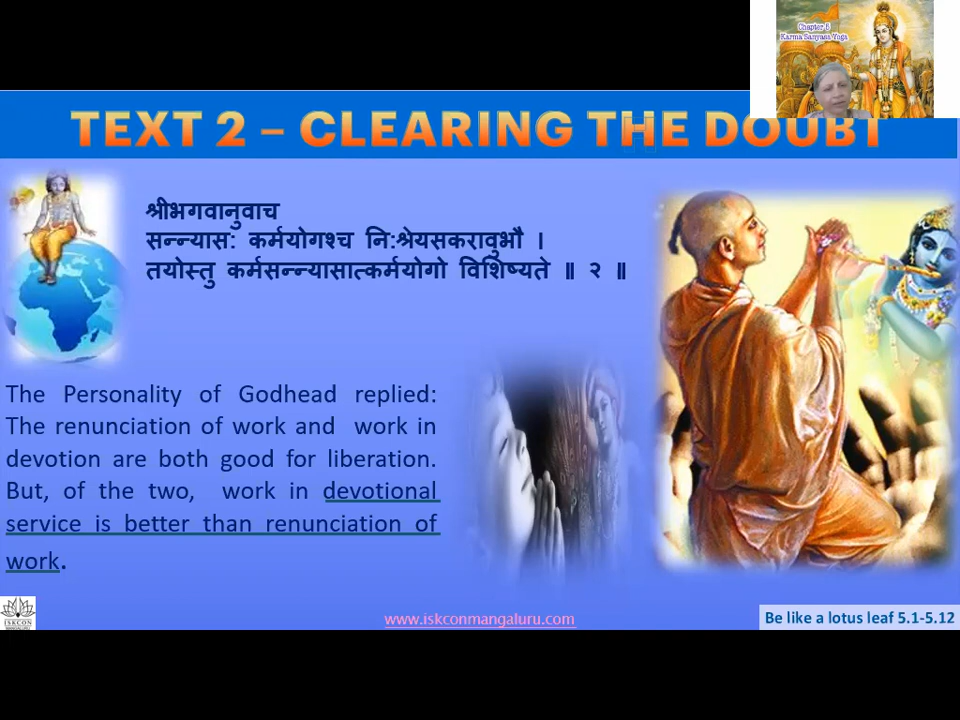 Chapter 5
Karma Sanyasa Yoga
TEXT 2 – CLEARING THE DOUBT
श्रीभगवानुवाच
सन्न्यास: कर्मयोगश्च नि:श्रेयसकरावुभौ ।
तयोस्तु कर्मसन्न्यासात्कर्मयोगो विशिष्यते ॥ २ ॥
The Personality of Godhead replied:
The renunciation of work and work in
devotion are both good for liberation.
But, of the two, work in devotional
service is better than renunciation of
work.
ISKCON
MANGALURU
www.iskconmangaluru.com
Be like a lotus leaf 5.1-5.12